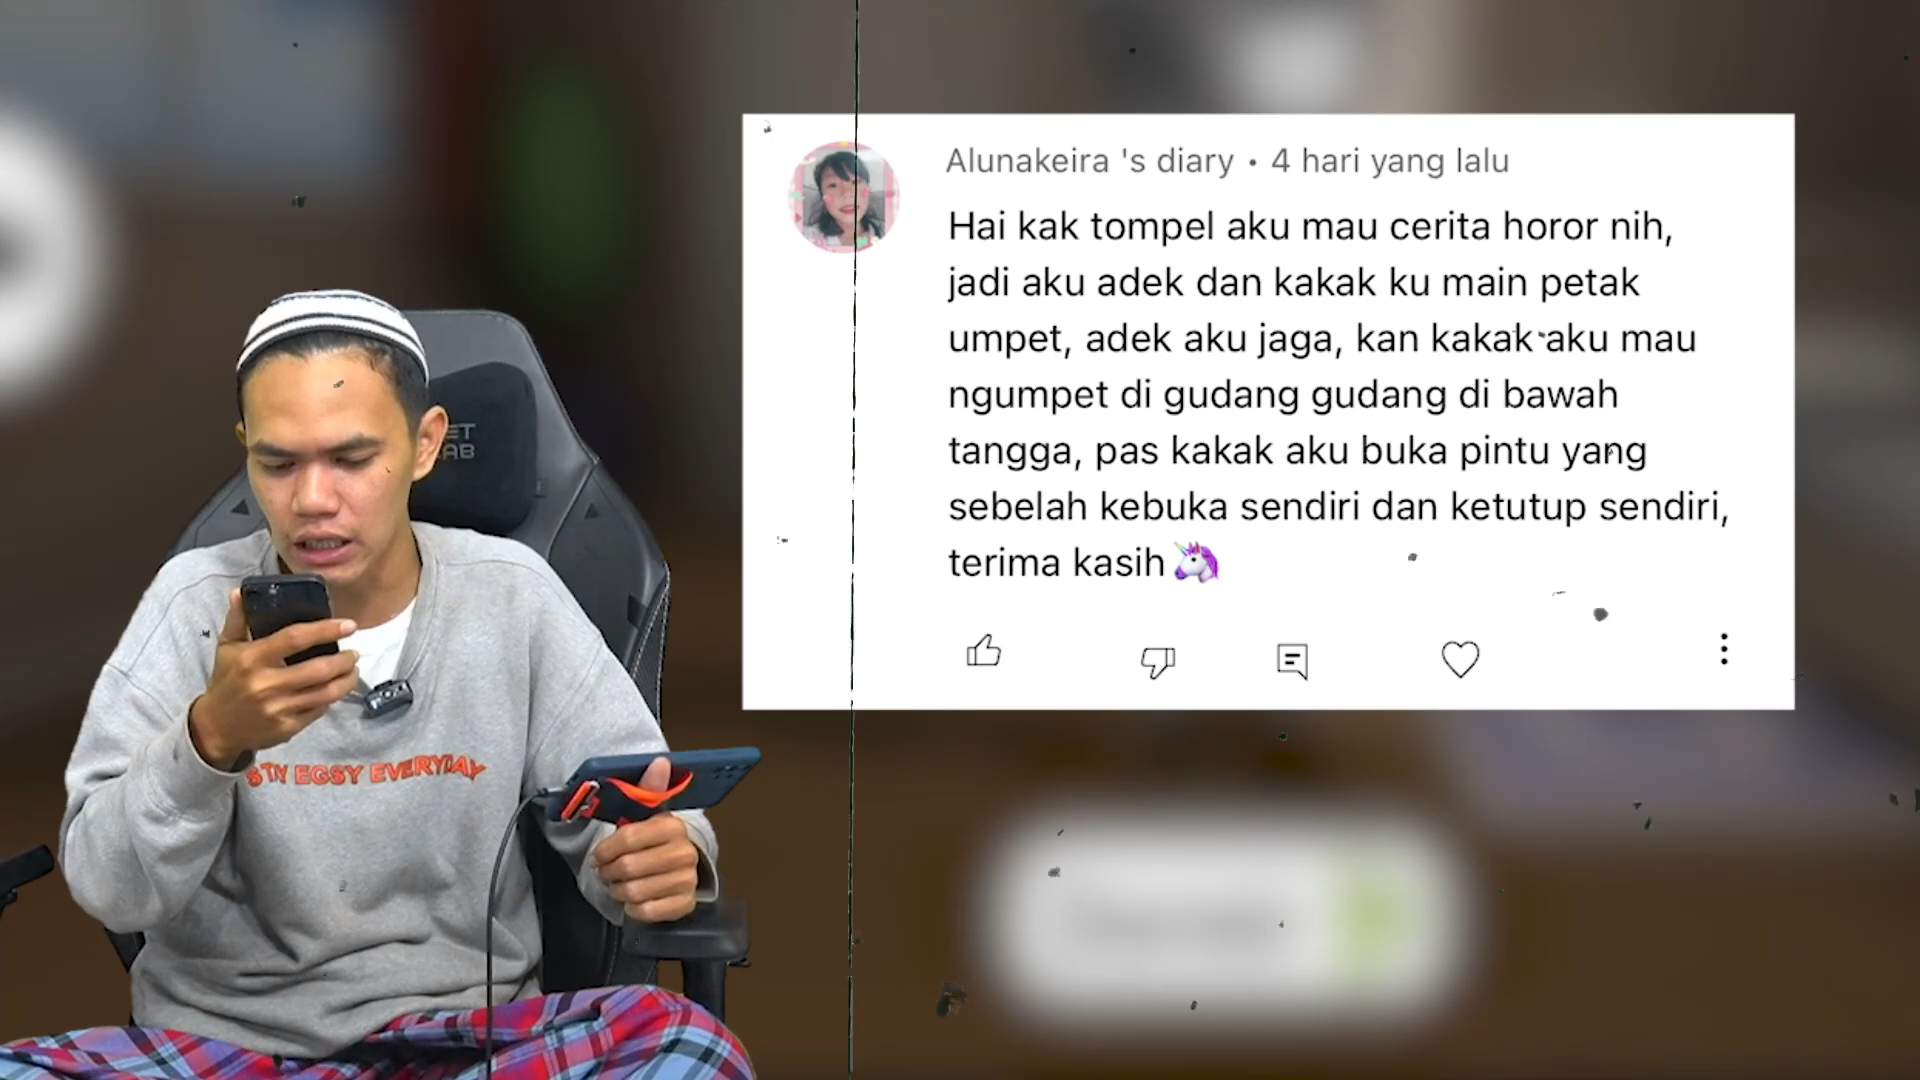 Alunakeira 's diary • 4 hari yang lalu
Hai kak tompel aku mau cerita horor nih,
jadi aku adek dan kakak ku main petak
umpet, adek aku jaga, kan kakak aku mau
ngumpet di gudang gudang di bawah
tangga, pas kakak aku buka pintu yang
sebelah kebuka sendiri dan ketutup sendiri,
terima kasih🦄
EGSY EVERYDAY